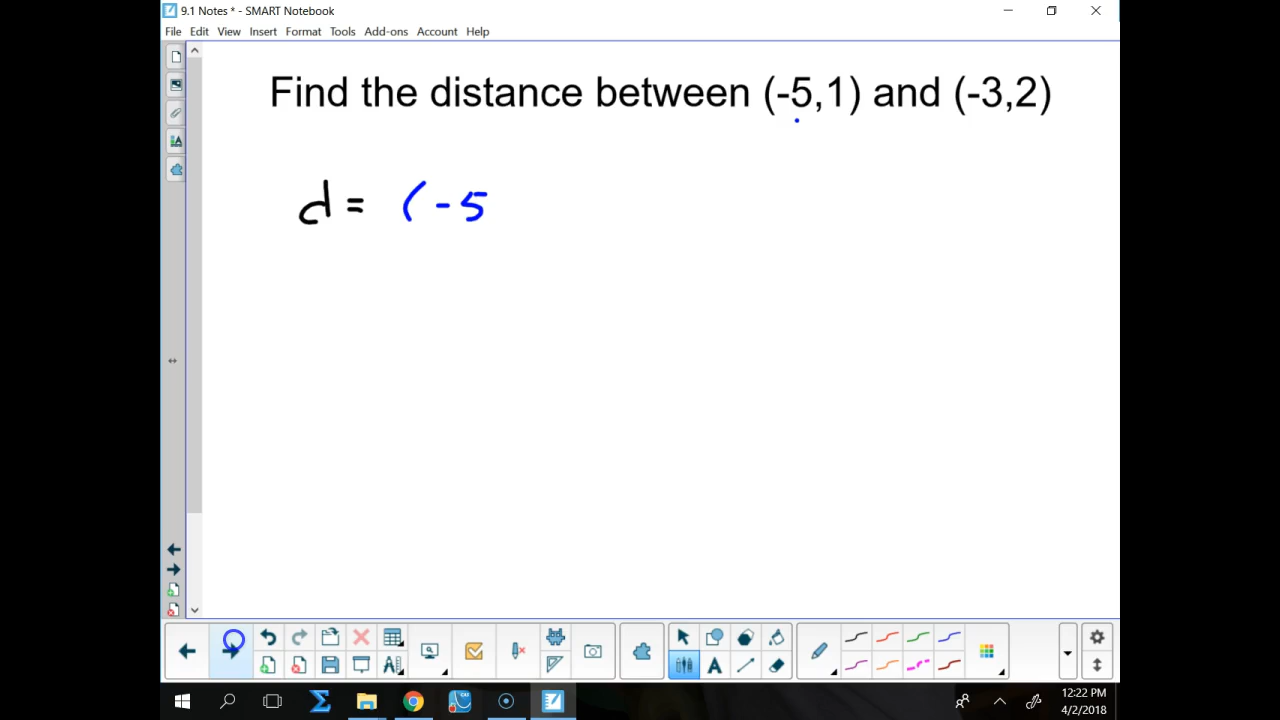 9.1 Notes * - SMART Notebook
File Edit View Insert Format Tools Add-ons Account Help
Find the distance between (-5,1) and (-3,2)
d = (-5
12:22 PM
4/2/2018